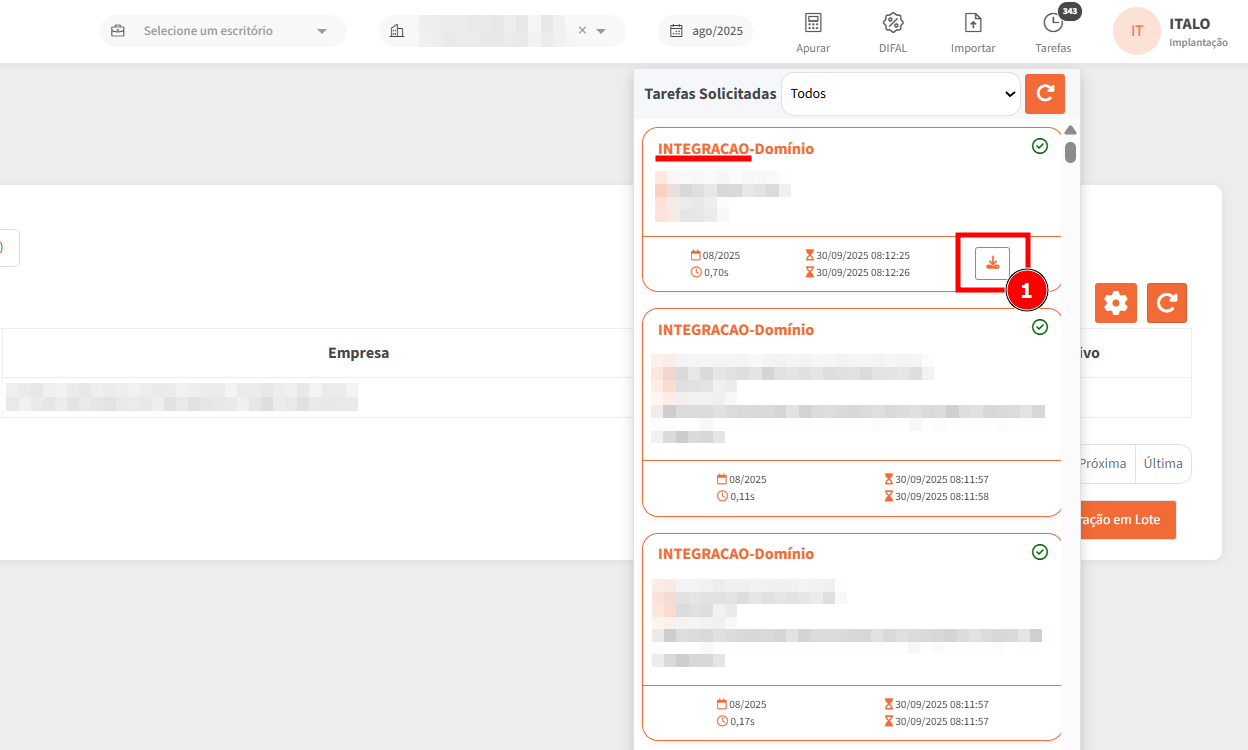 Selecione um escritório
ago/2025
Apurar
DIFAL
Importar
343
Tarefas
IT
ITALO
Implantação
Tarefas Solicitadas
Todos
INTEGRACAO-Domínio
08/2025
30/09/2025 08:12:25
0,70s
30/09/2025 08:12:26
1
INTEGRACAO-Domínio
08/2025
30/09/2025 08:11:57
0,11s
30/09/2025 08:11:58
INTEGRACAO-Domínio
08/2025
30/09/2025 08:11:57
0,17s
30/09/2025 08:11:57
)
Empresa
ivo
Próxima
Última
ração em Lote